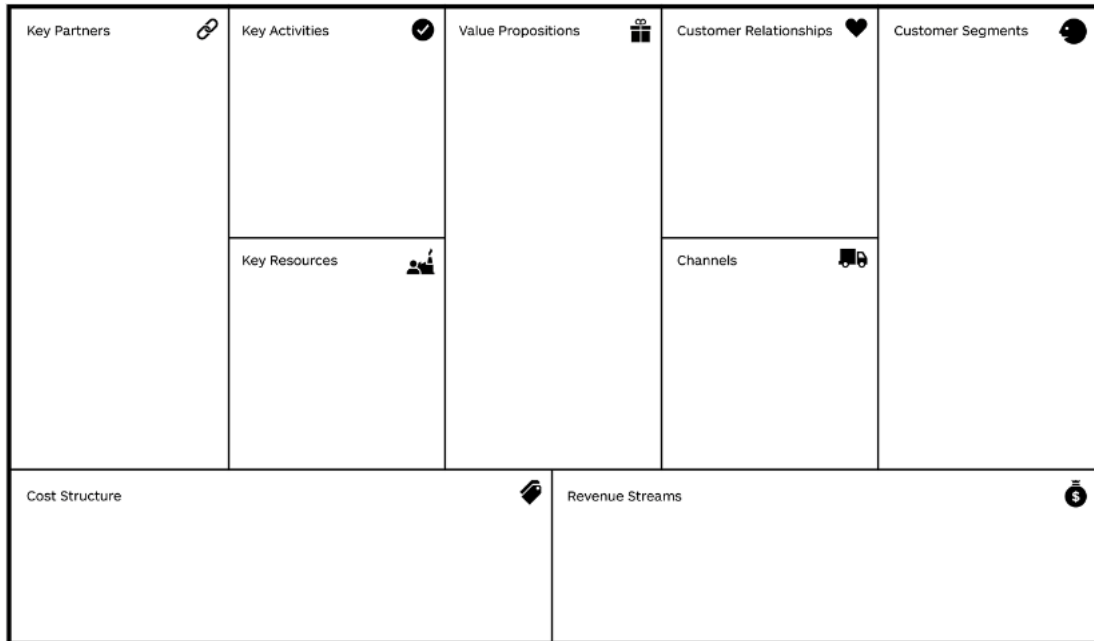 Key Partners
Key Activities
Value Propositions
Customer Relationships
Customer Segments
Key Resources
Channels
Cost Structure
Revenue Streams
$